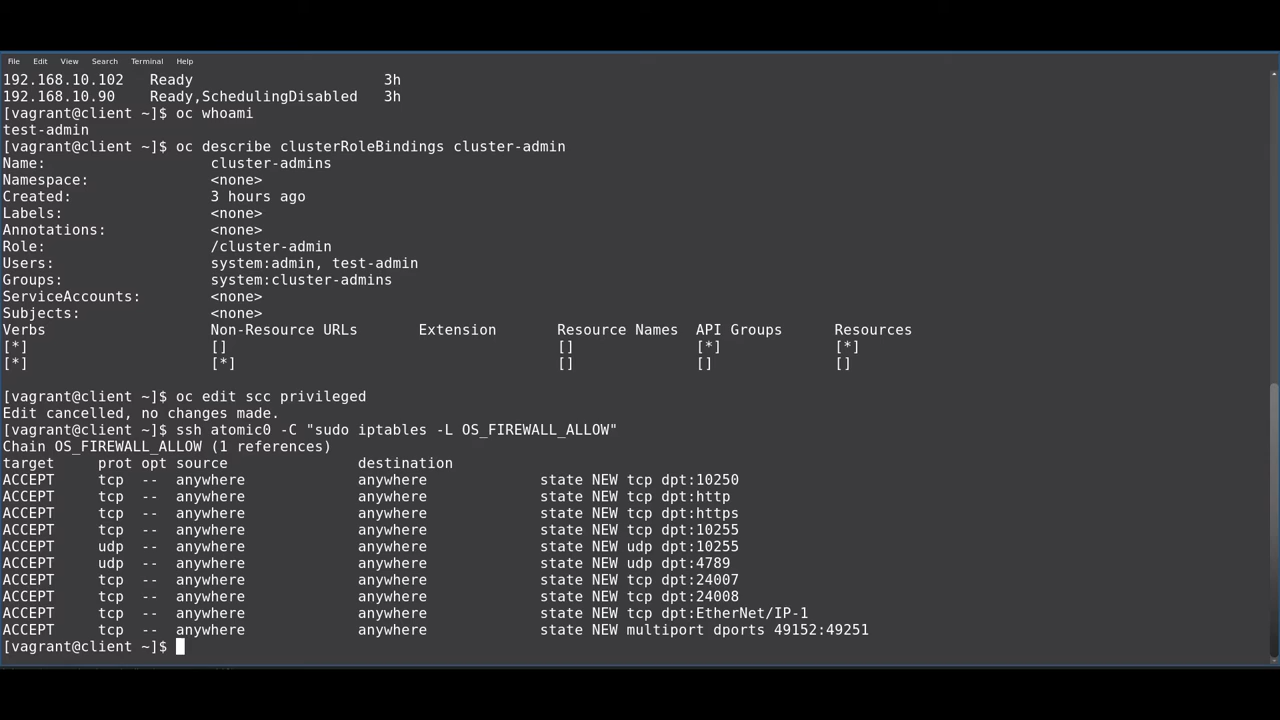 File Edit View Search Terminal Help
192.168.10.102   Ready                      3h
192.168.10.90    Ready,SchedulingDisabled   3h
[vagrant@client ~]$ oc whoami
test-admin
[vagrant@client ~]$ oc describe clusterRoleBindings cluster-admin
Name:                   cluster-admins
Namespace:              <none>
Created:                3 hours ago
Labels:                 <none>
Annotations:            <none>
Role:                   /cluster-admin
Users:                  system:admin, test-admin
Groups:                 system:cluster-admins
ServiceAccounts:        <none>
Subjects:               <none>
Verbs                   Non-Resource URLs       Extension       Resource Names  API Groups      Resources
[*]                     []                                      []              [*]             [*]
[*]                     [*]                                     []              []              []
[vagrant@client ~]$ oc edit scc privileged
Edit cancelled, no changes made.
[vagrant@client ~]$ ssh atomic0 -C "sudo iptables -L OS_FIREWALL_ALLOW"
Chain OS_FIREWALL_ALLOW (1 references)
target     prot opt source               destination
ACCEPT     tcp  --  anywhere             anywhere             state NEW tcp dpt:10250
ACCEPT     tcp  --  anywhere             anywhere             state NEW tcp dpt:http
ACCEPT     tcp  --  anywhere             anywhere             state NEW tcp dpt:https
ACCEPT     tcp  --  anywhere             anywhere             state NEW tcp dpt:10255
ACCEPT     udp  --  anywhere             anywhere             state NEW udp dpt:10255
ACCEPT     udp  --  anywhere             anywhere             state NEW udp dpt:4789
ACCEPT     tcp  --  anywhere             anywhere             state NEW tcp dpt:24007
ACCEPT     tcp  --  anywhere             anywhere             state NEW tcp dpt:24008
ACCEPT     tcp  --  anywhere             anywhere             state NEW tcp dpt:EtherNet/IP-1
ACCEPT     tcp  --  anywhere             anywhere             state NEW multiport dports 49152:49251
[vagrant@client ~]$